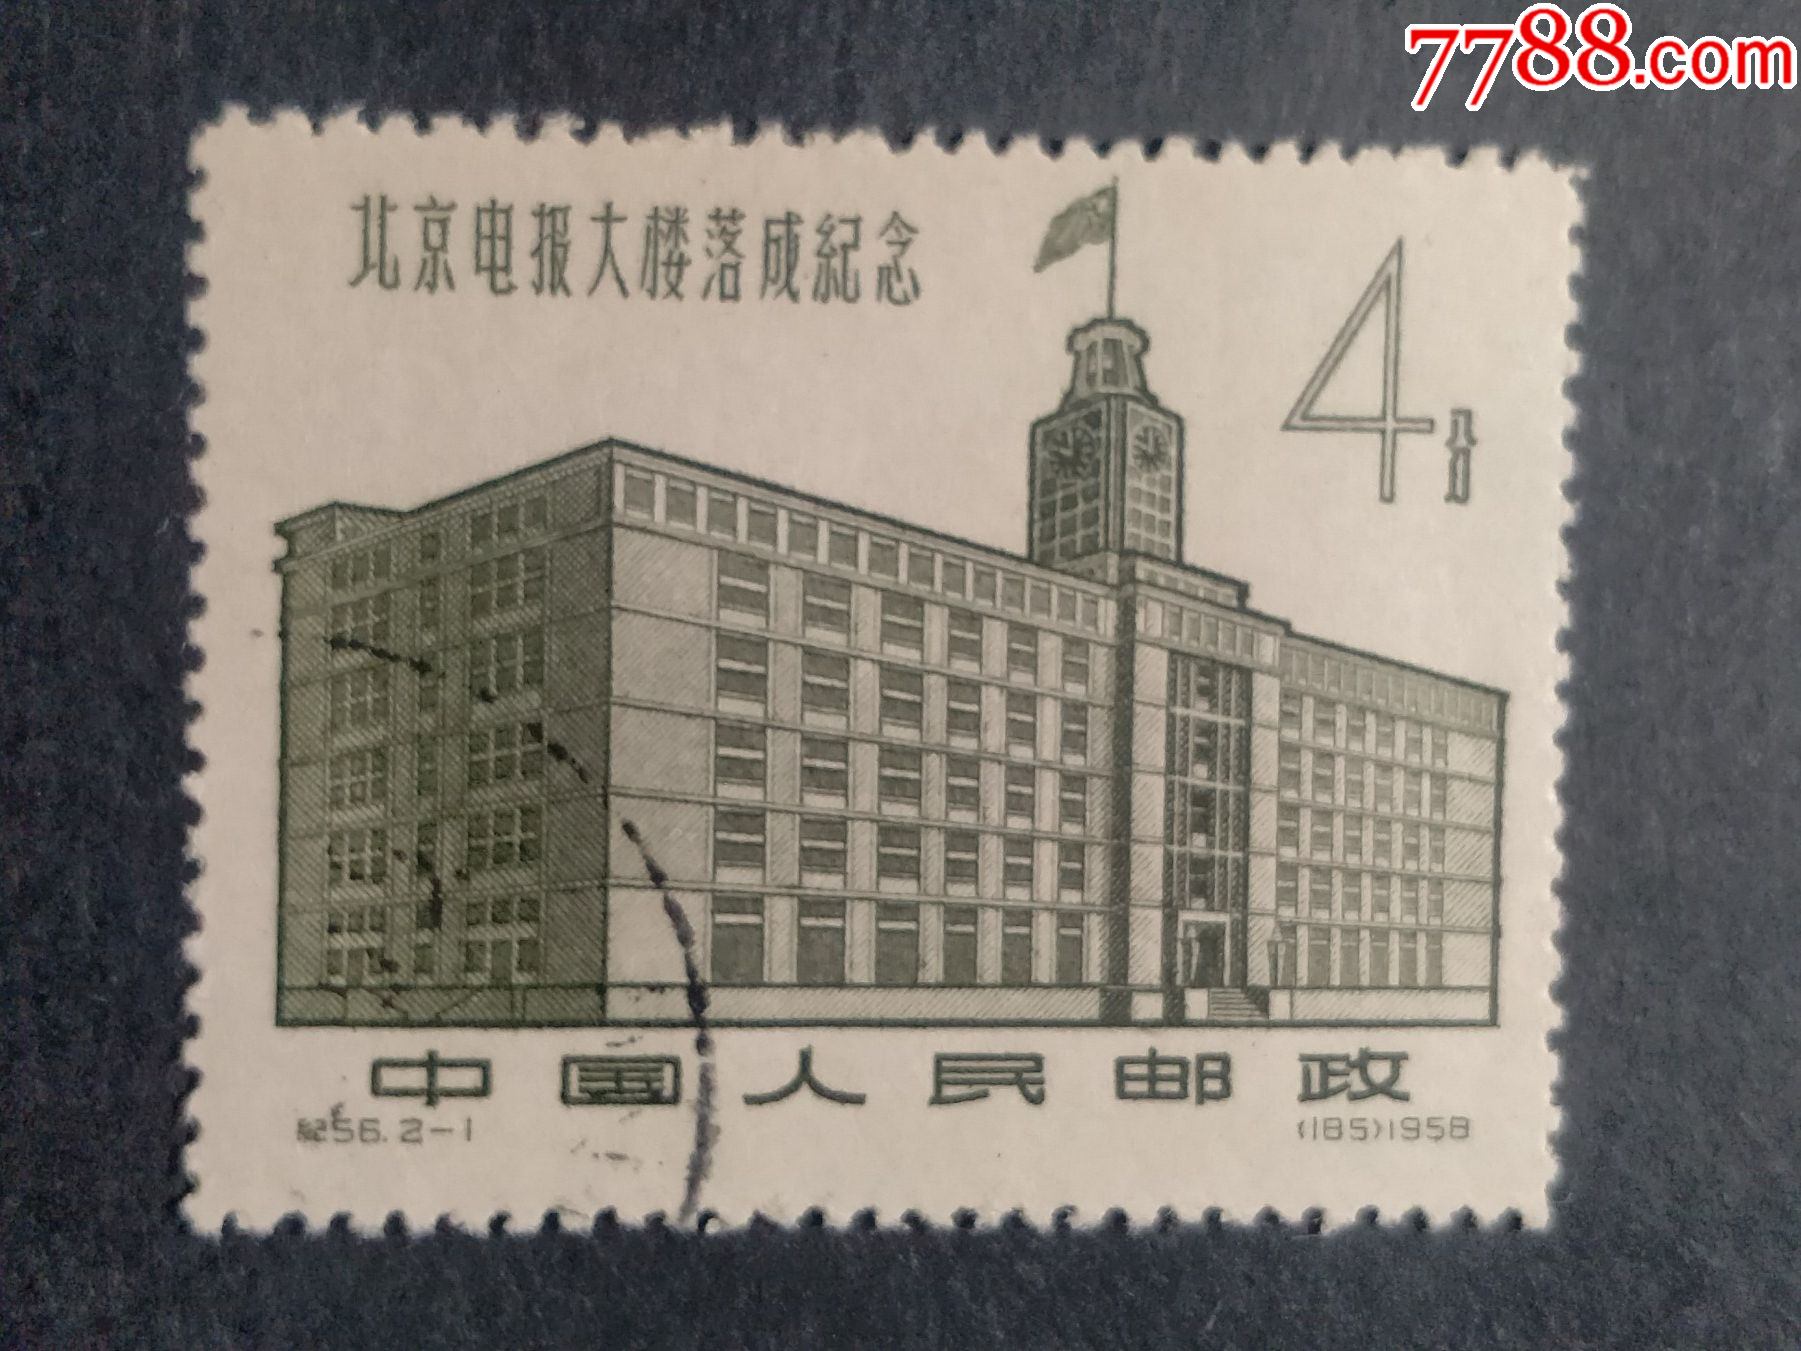 7788.com
北京电报大楼落成紀念
4分
中国人民邮政
紀56.2-1
(185)1958